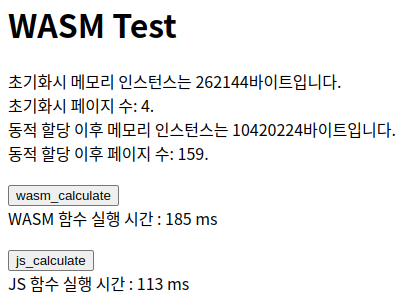 WASM Test
초기화시 메모리 인스턴스는 262144바이트입니다.
초기화시 페이지 수: 4.
동적 할당 이후 메모리 인스턴스는 10420224바이트입니다.
동적 할당 이후 페이지 수: 159.
wasm_calculate
WASM 함수 실행 시간 : 185 ms
js_calculate
JS 함수 실행 시간 : 113 ms